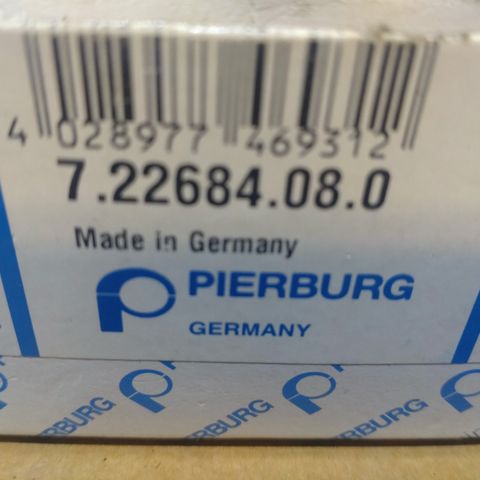 4 028977 469312
7.22684.08.0
Made in Germany
PIERBURG
GERMANY
PIERBURG
PIERBURG
PIERBURG